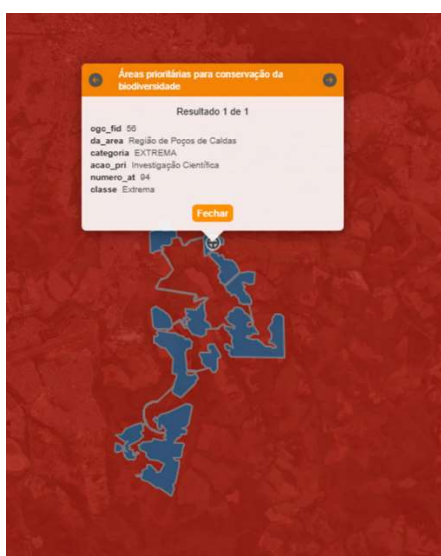 Áreas prioritárias para conservação da
biodiversidade
Resultado 1 de 1
ogc_fid 56
da_area Região de Poços de Caldas
categoria EXTREMA
acao_pri Investigação Científica
numero_at 94
classe Extrema
Fechar